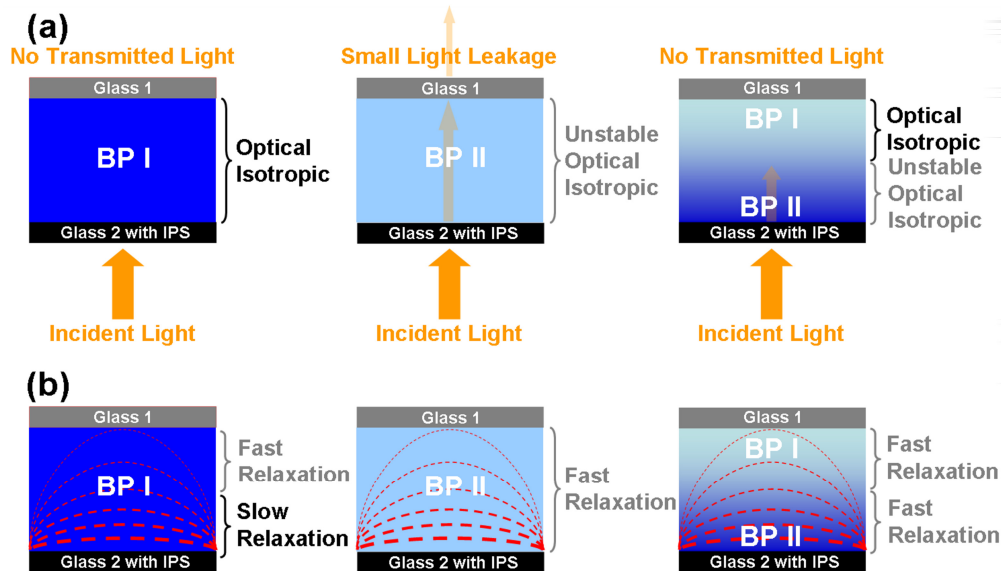 (a)
No Transmitted Light
Small Light Leakage
No Transmitted Light
Glass 1
Glass 1
Glass 1
BP I
Optical
Isotropic
BP II
Unstable
Optical
Isotropic
BP I
Optical
Isotropic
Unstable
Optical
Isotropic
BP II
Glass 2 with IPS
Glass 2 with IPS
Glass 2 with IPS
Incident Light
Incident Light
Incident Light
(b)
Glass 1
Glass 1
Glass 1
Fast
Relaxation
BP I
Slow
Relaxation
BP II
Fast
Relaxation
BP I
Fast
Relaxation
Fast
Relaxation
BP II
Glass 2 with IPS
Glass 2 with IPS
Glass 2 with IPS